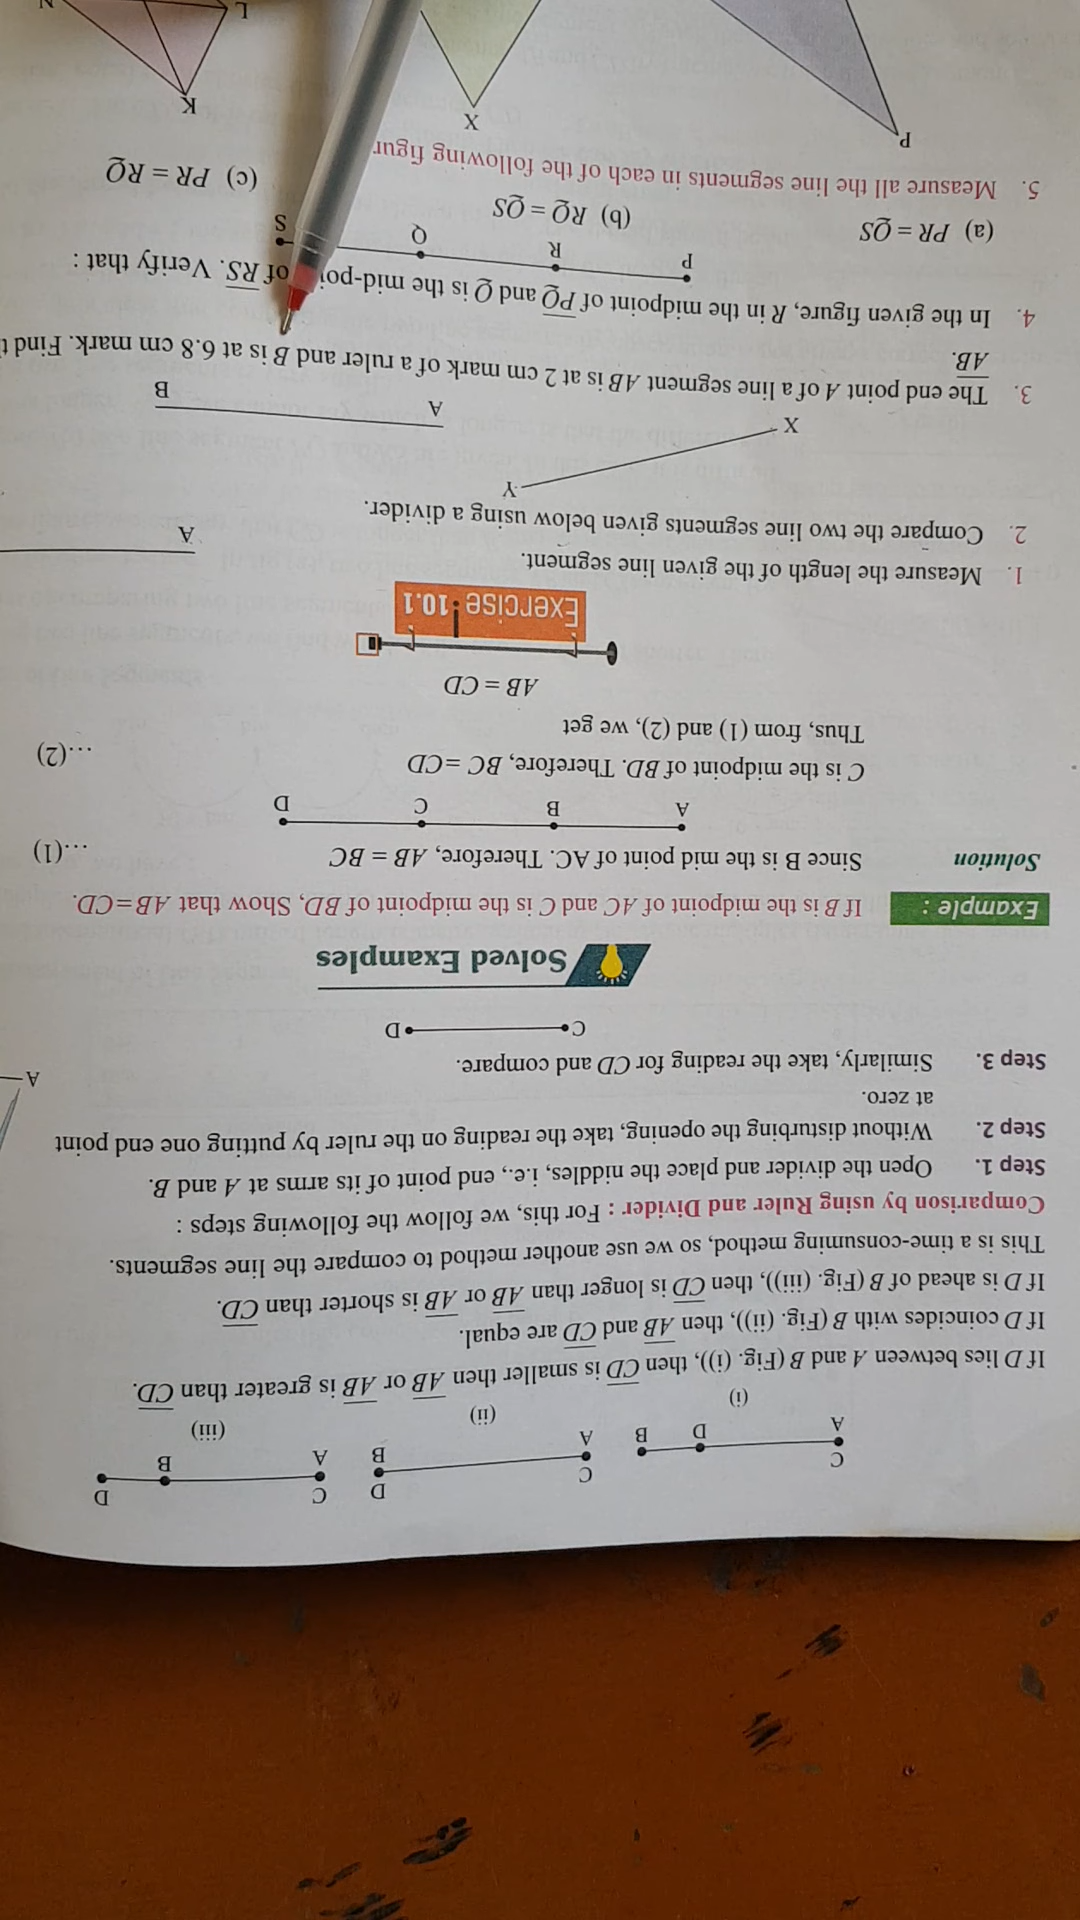 C D C D C D
A D B A B A B
(i) (ii) (iii)
If D lies between A and B (Fig. (i)), then CD is smaller then AB or AB is greater than CD.
If D coincides with B (Fig. (ii)), then AB and CD are equal.
If D is ahead of B (Fig. (iii)), then CD is longer than AB or AB is shorter than CD.
This is a time-consuming method, so we use another method to compare the line segments.
Comparison by using Ruler and Divider : For this, we follow the following steps :
Step 1. Open the divider and place the niddles, i.e., end point of its arms at A and B.
Step 2. Without disturbing the opening, take the reading on the ruler by putting one end point
at zero.
A
Step 3. Similarly, take the reading for CD and compare.
C D
Solved Examples
Example : If B is the midpoint of AC and C is the midpoint of BD, Show that AB=CD.
Solution Since B is the mid point of AC. Therefore, AB = BC ...(1)
A B C D
C is the midpoint of BD. Therefore, BC =CD ...(2)
Thus, from (1) and (2), we get
AB = CD
Exercise 10.1
1. Measure the length of the given line segment.
A
2. Compare the two line segments given below using a divider.
Y
X A B
3. The end point A of a line segment AB is at 2 cm mark of a ruler and B is at 6.8 cm mark. Find
AB.
4. In the given figure, R in the midpoint of PQ and Q is the mid-poi of RS. Verify that :
P R Q S
(a) PR = QS (b) RQ = QS (c) PR = RQ
5. Measure all the line segments in each of the following figur
P X K
L